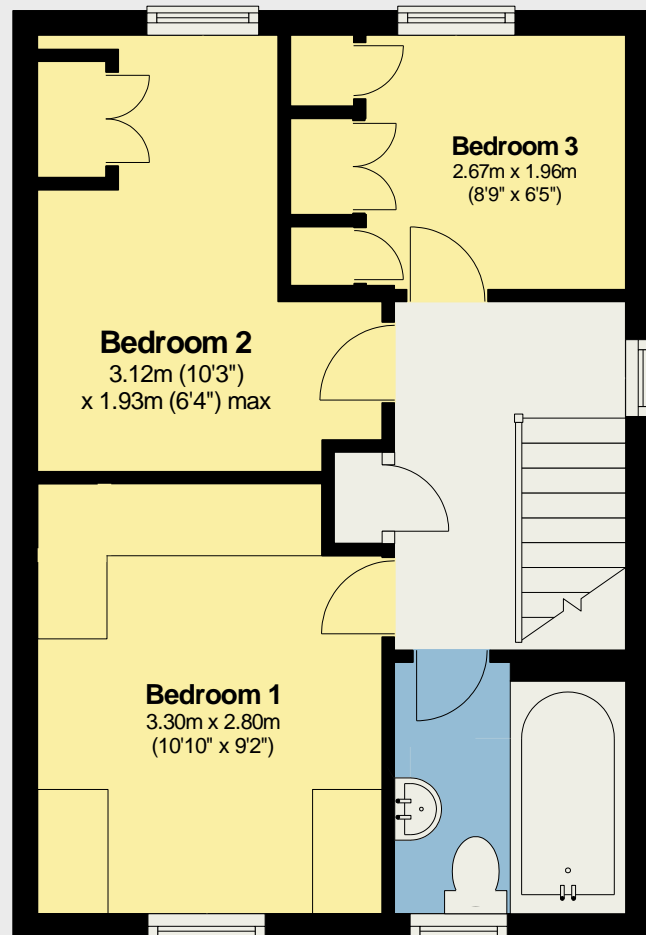 Bedroom 3
2.67m x 1.96m
(8'9" x 6'5")
Bedroom 2
3.12m (10'3")
x 1.93m (6'4") max
Bedroom 1
3.30m x 2.80m
(10'10" x 9'2")